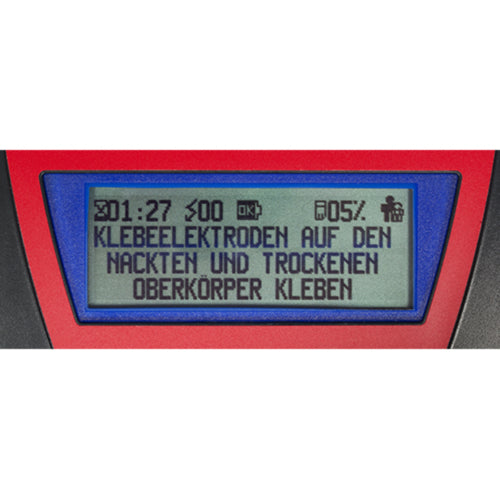 01:27 00 OK 05%
KLEBEELEKTRODEN AUF DEN
NACKTEN UND TROCKENEN
OBERKÖRPER KLEBEN